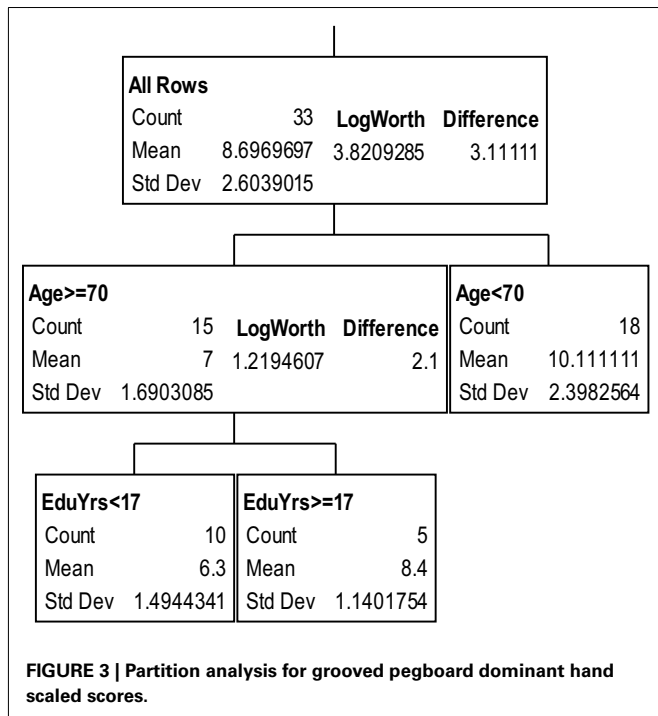 All Rows
Count 33 LogWorth Difference
Mean 8.6969697 3.8209285 3.11111
Std Dev 2.6039015
Age>=70
Count 15 LogWorth Difference
Mean 7 1.2194607 2.1
Std Dev 1.6903085
Age<70
Count 18
Mean 10.111111
Std Dev 2.3982564
EduYrs<17
Count 10
Mean 6.3
Std Dev 1.4944341
EduYrs>=17
Count 5
Mean 8.4
Std Dev 1.1401754
FIGURE 3 | Partition analysis for grooved pegboard dominant hand
scaled scores.